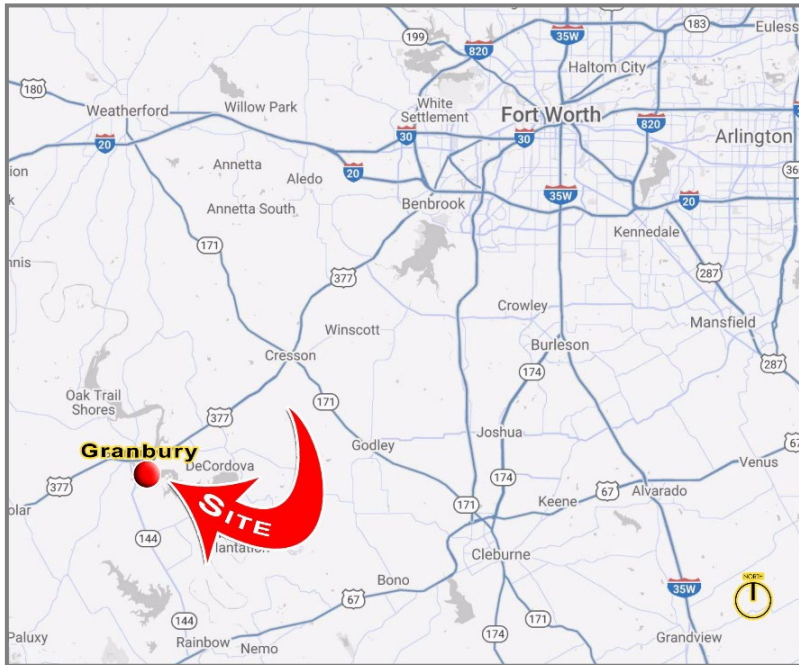 183
Euless
199
820
35W
Haltom City
180
Weatherford
Willow Park
White
Settlement
Fort Worth
820
Arlington
20
30
30
Annetta
Aledo
20
36
Annetta South
Benbrook
35W
20
Kennedale
171
377
287
Crowley
Mansfield
Winscott
Cresson
Burleson
287
174
Oak Trail
Shores
377
171
Granbury
DeCordova
Godley
Joshua
67
Venus
377
SITE
174
Keene
67
Alvarado
171
144
Cleburne
Bono
67
35W
NORTH
144
171
174
Paluxy
Rainbow
Nemo
Grandview